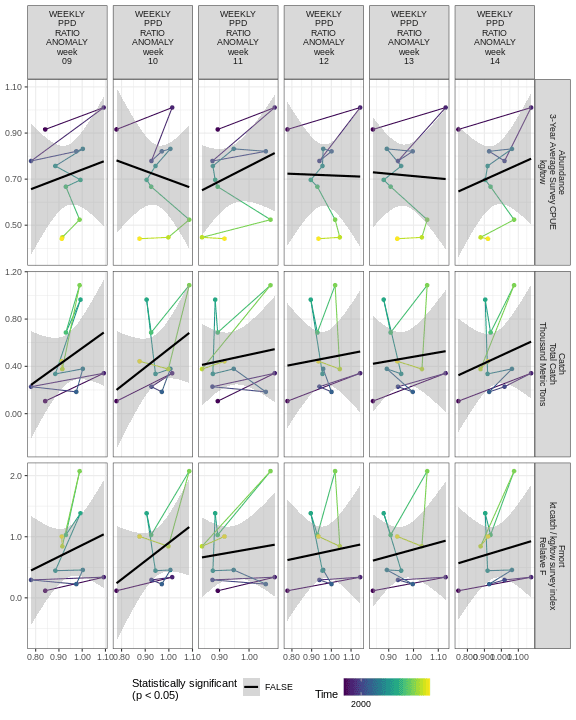 WEEKLY
PPD
RATIO
ANOMALY
week
09
WEEKLY
PPD
RATIO
ANOMALY
week
10
WEEKLY
PPD
RATIO
ANOMALY
week
11
WEEKLY
PPD
RATIO
ANOMALY
week
12
WEEKLY
PPD
RATIO
ANOMALY
week
13
WEEKLY
PPD
RATIO
ANOMALY
week
14
1.10
0.90
0.70
0.50
Abundance
3-Year Average Survey CPUE
kg/tow
1.20
0.80
0.40
0.00
Catch
Total Catch
Thousand Metric Tons
2.0
1.0
0.0
Fmort
kt catch / kg/tow survey index
Relative F
0.80 0.90 1.00 1.10
0.80 0.90 1.00 1.10
0.90 1.00
0.80 0.90 1.00 1.10
0.90 1.00 1.10
0.80 0.90 1.00 1.100
Statistically significant
(p < 0.05)
FALSE
Time
2000